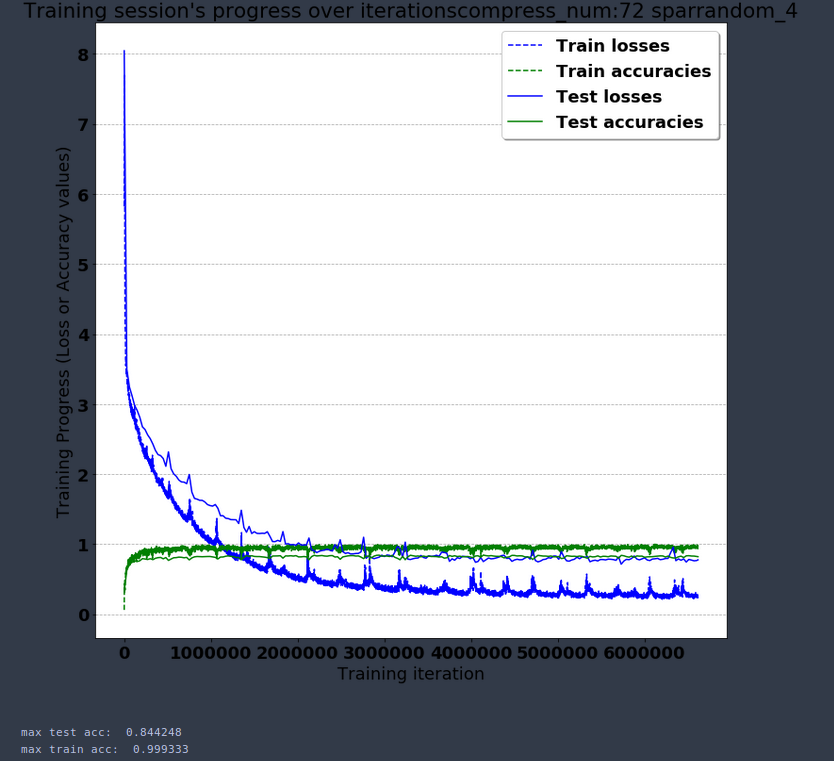 Training session's progress over iterationscompress_num:72 sparrandom_4
Train losses
Train accuracies
Test losses
Test accuracies
Training Progress (Loss or Accuracy values)
8
7
6
5
4
3
2
1
0
0 1000000 2000000 3000000 4000000 5000000 6000000
Training iteration
max test acc: 0.844248
max train acc: 0.999333